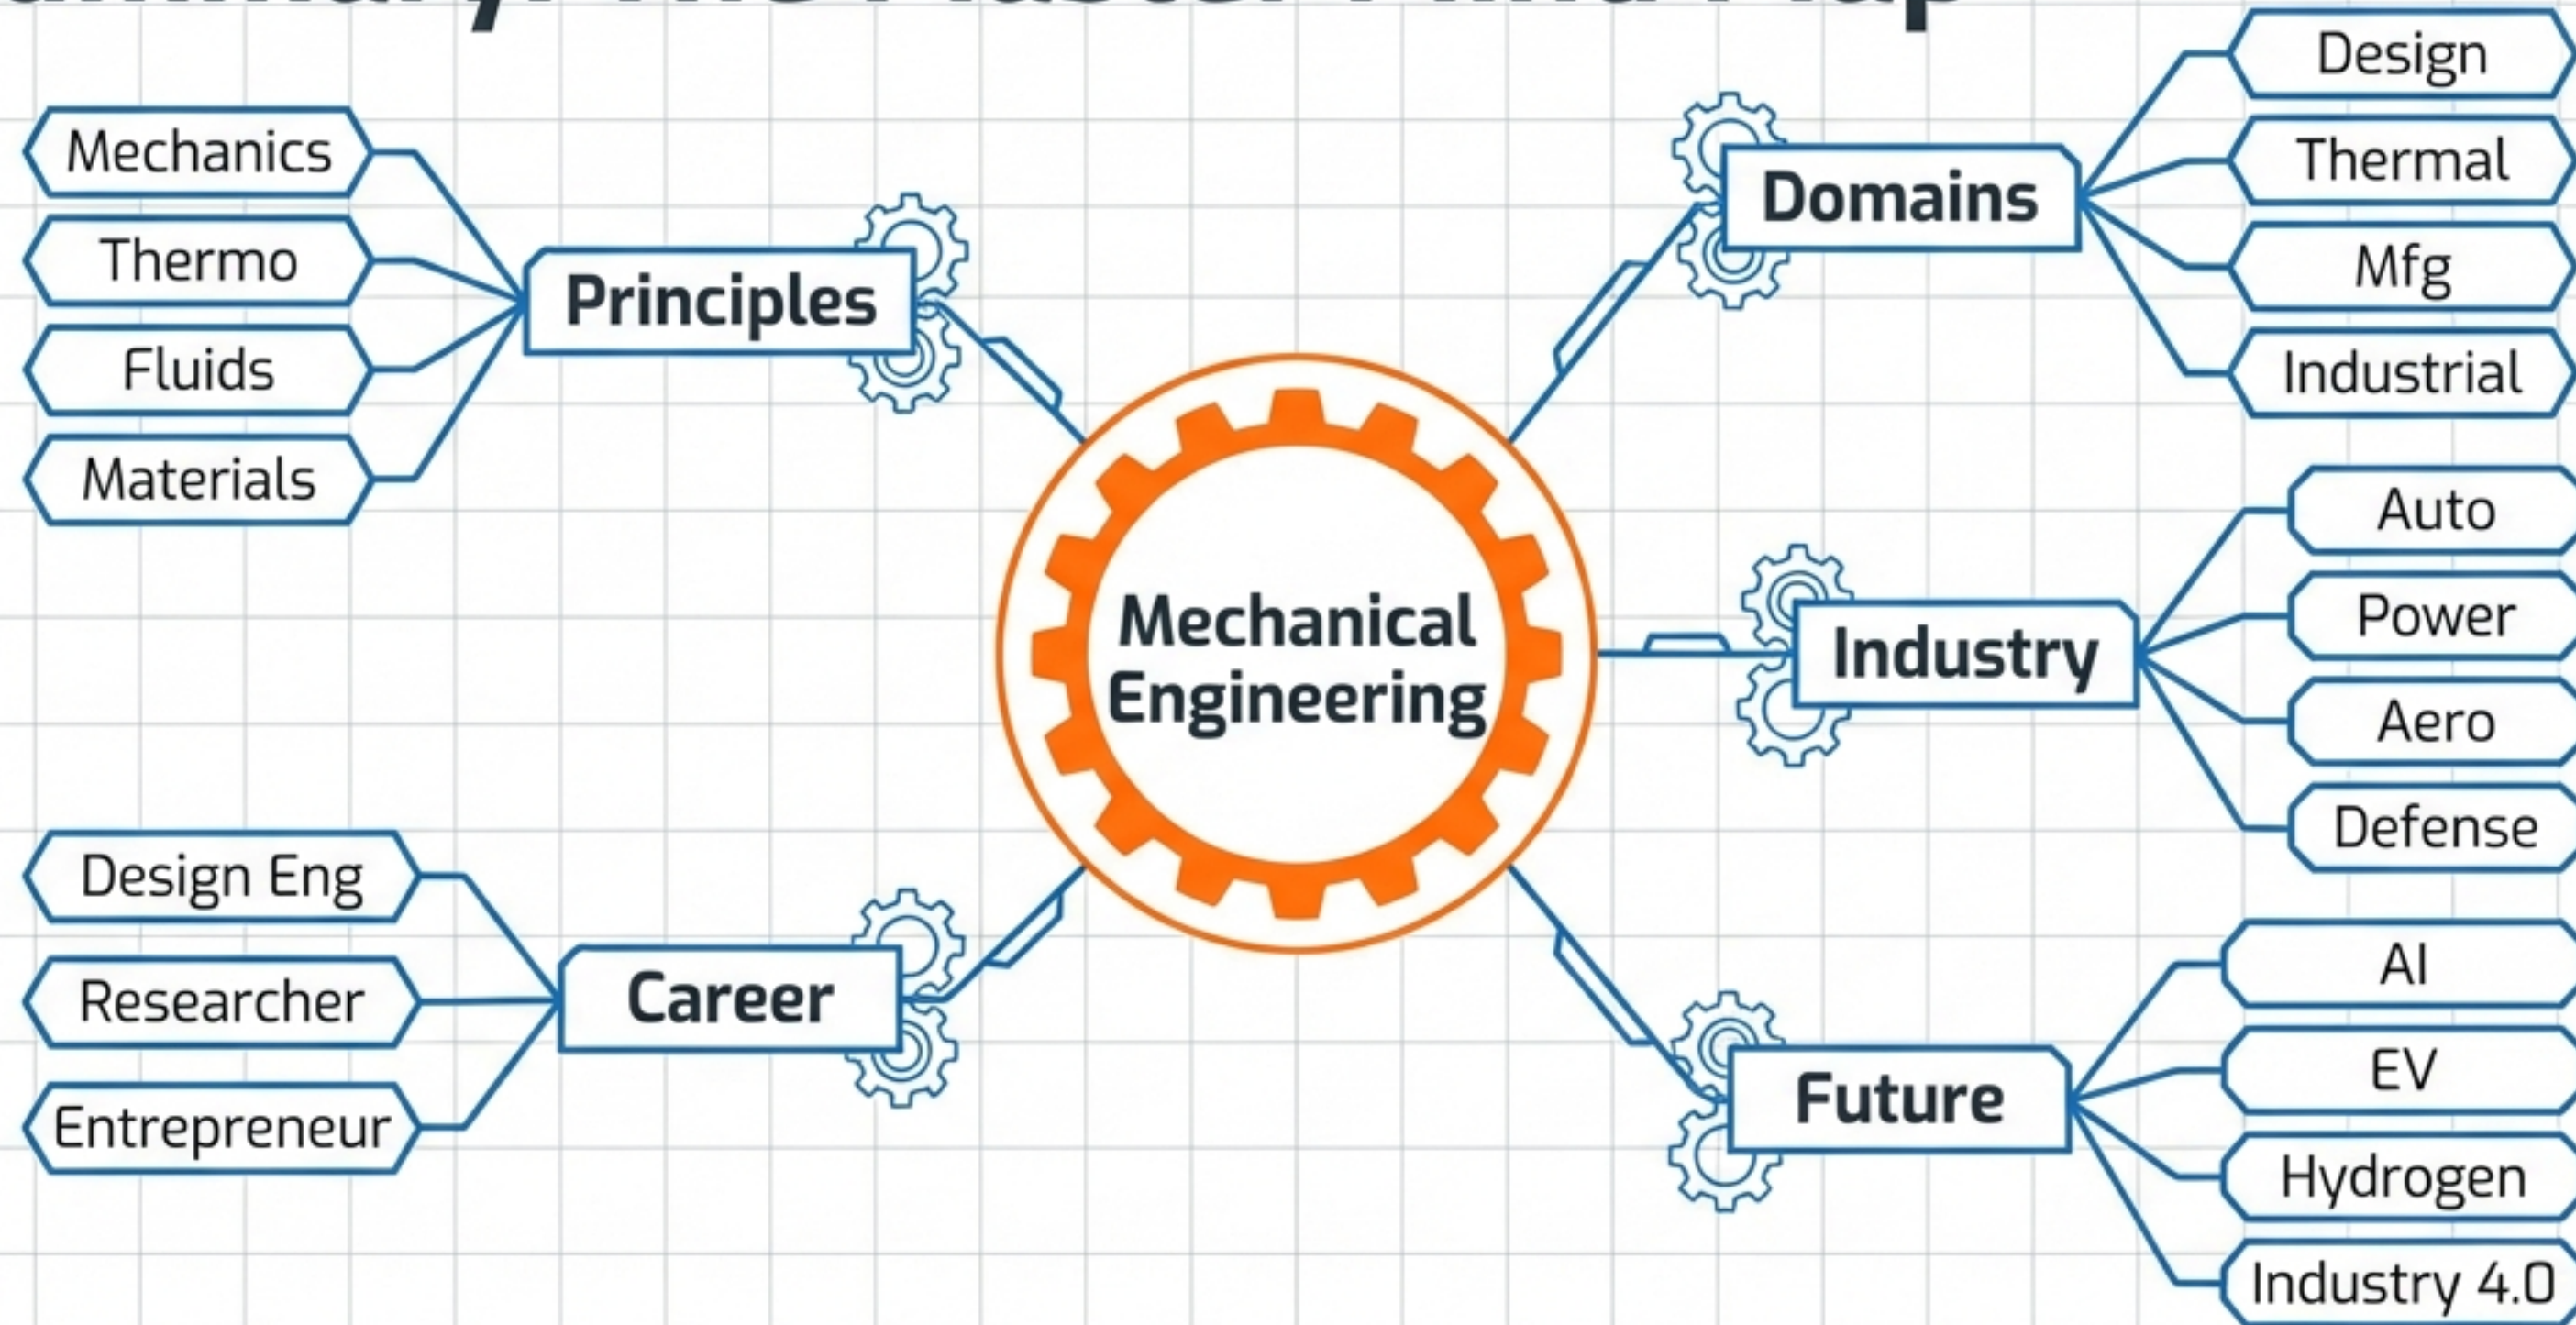 Mechanics
Thermo
Fluids
Materials
Principles
Design Eng
Researcher
Entrepreneur
Career
Mechanical
Engineering
Domains
Design
Thermal
Mfg
Industrial
Industry
Auto
Power
Aero
Defense
Future
AI
EV
Hydrogen
Industry 4.0